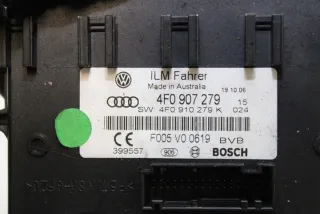 ILM Fahrer
Made in Australia 19.10.06
4F0 907 279 15
SW: 4F0 910 279 K 024
F005 V0 0619 BVB
399557 906 BOSCH